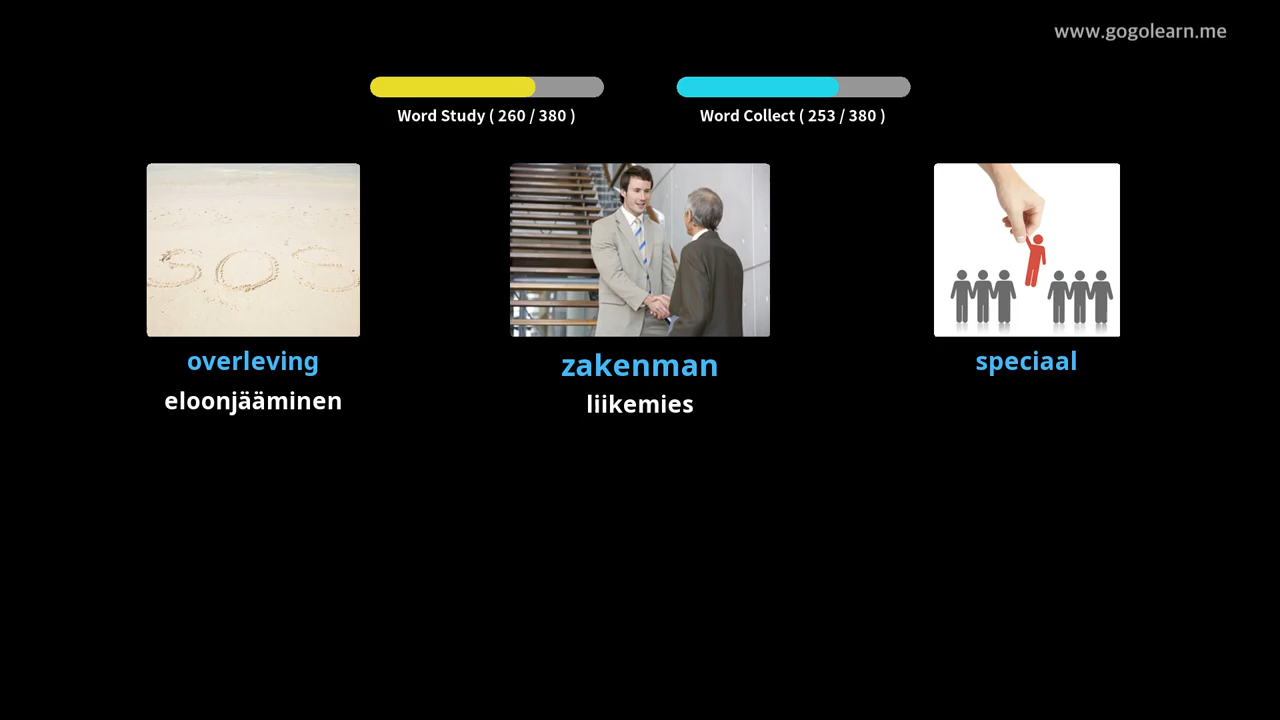 www.gogolearn.me
Word Study ( 260 / 380 )
Word Collect ( 253 / 380 )
SOS
overleving
eloonjääminen
zakenman
liikemies
speciaal